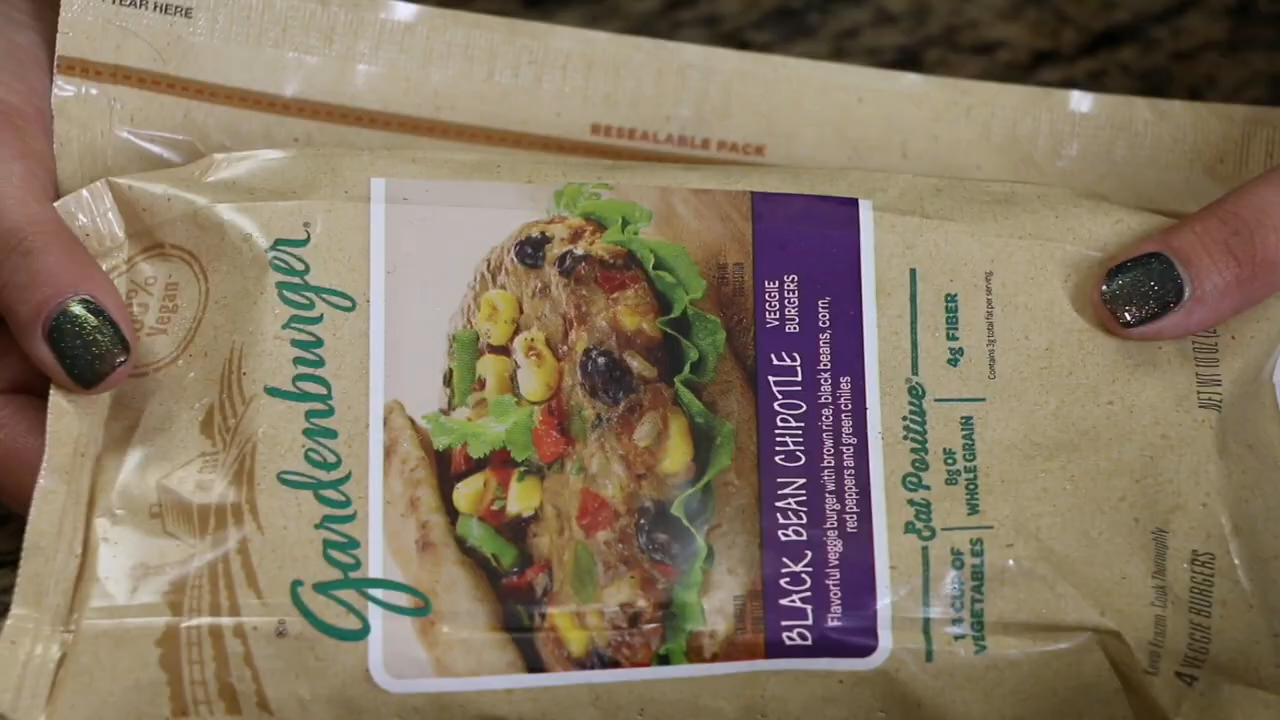 TEAR HERE
RESEALABLE PACK
100%
Vegan
Gardenburger®
BLACK BEAN CHIPOTLE
VEGGIE
BURGERS
Flavorful veggie burger with brown rice, black beans, corn,
red peppers and green chiles
Eat Positive®
1/4 CUP OF
VEGETABLES
8g OF
WHOLE GRAIN
4g FIBER
Contains 3g total fat per serving.
Keep Frozen Cook Thoroughly
4 VEGGIE BURGERS
NET WT 10 OZ